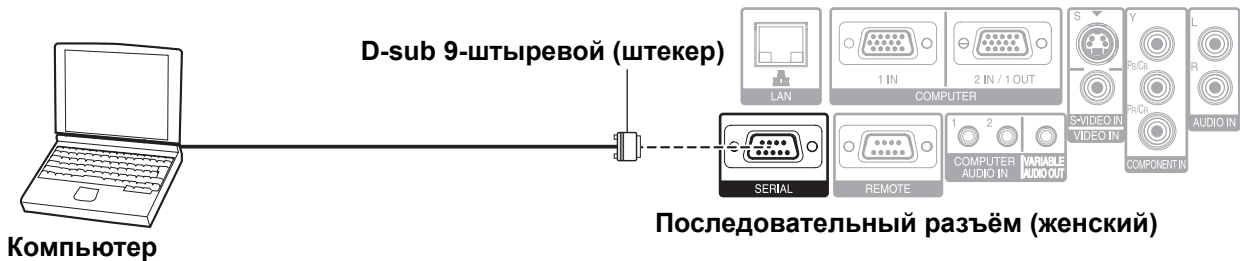 D-sub 9-штыревой (штекер)
Компьютер
LAN
1 IN
2 IN / 1 OUT
COMPUTER
S
S-VIDEO IN
VIDEO IN
Y
PB/CB
PR/CR
COMPONENT IN
L
R
AUDIO IN
SERIAL
REMOTE
1
2
COMPUTER
AUDIO IN
VARIABLE
AUDIO OUT
Последовательный разъём (женский)